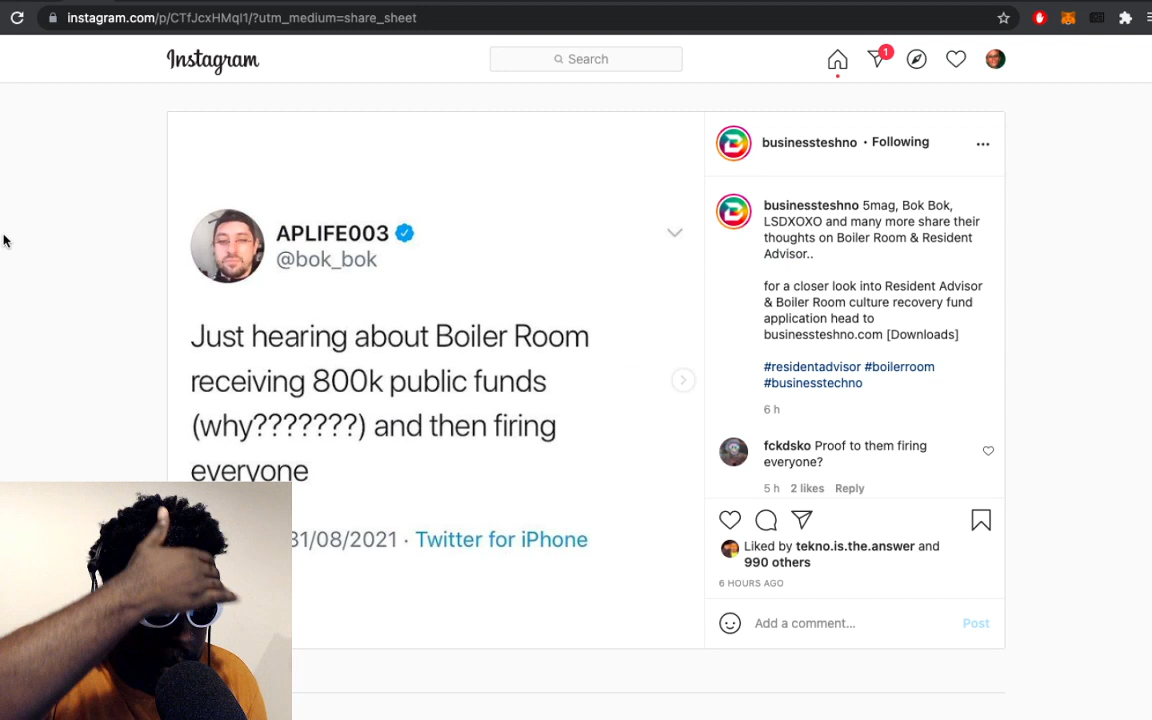 instagram.com/p/CTfJcxHMqI1/?utm_medium=share_sheet
Instagram
Search
1
businessteshno • Following
APLIFE003
@bok_bok
Just hearing about Boiler Room
receiving 800k public funds
(why???????) and then firing
everyone
31/08/2021 · Twitter for iPhone
businessteshno 5mag, Bok Bok,
LSDXOXO and many more share their
thoughts on Boiler Room & Resident
Advisor..
for a closer look into Resident Advisor
& Boiler Room culture recovery fund
application head to
businessteshno.com [Downloads]
#residentadvisor #boilerroom
#businesstechno
6 h
fckdsko Proof to them firing
everyone?
5 h 2 likes Reply
Liked by tekno.is.the.answer and
990 others
6 HOURS AGO
Add a comment...
Post